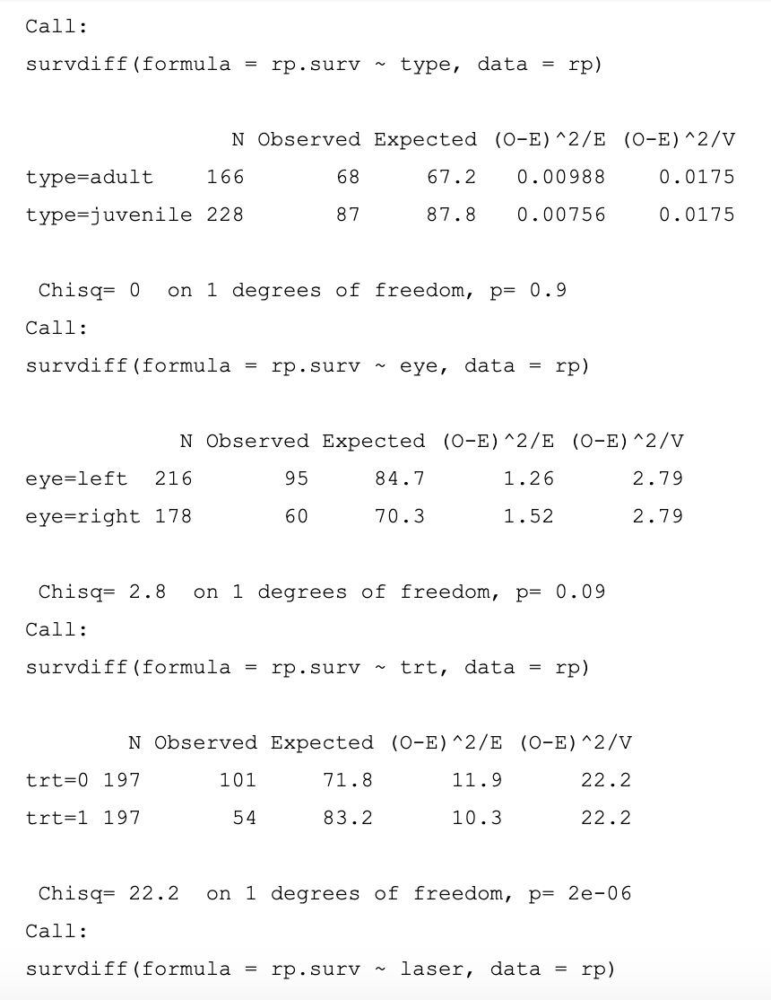 Call:
survdiff(formula = rp.surv ~ type, data = rp)
N Observed Expected (O-E)^2/E (O-E)^2/V
type=adult 166 68 67.2 0.00988 0.0175
type=juvenile 228 87 87.8 0.00756 0.0175
Chisq= 0 on 1 degrees of freedom, p= 0.9
Call:
survdiff(formula = rp.surv ~ eye, data = rp)
N Observed Expected (O-E)^2/E (O-E)^2/V
eye=left 216 95 84.7 1.26 2.79
eye=right 178 60 70.3 1.52 2.79
Chisq= 2.8 on 1 degrees of freedom, p= 0.09
Call:
survdiff(formula = rp.surv ~ trt, data = rp)
N Observed Expected (O-E)^2/E (O-E)^2/V
trt=0 197 101 71.8 11.9 22.2
trt=1 197 54 83.2 10.3 22.2
Chisq= 22.2 on 1 degrees of freedom, p= 2e-06
Call:
survdiff(formula = rp.surv ~ laser, data = rp)